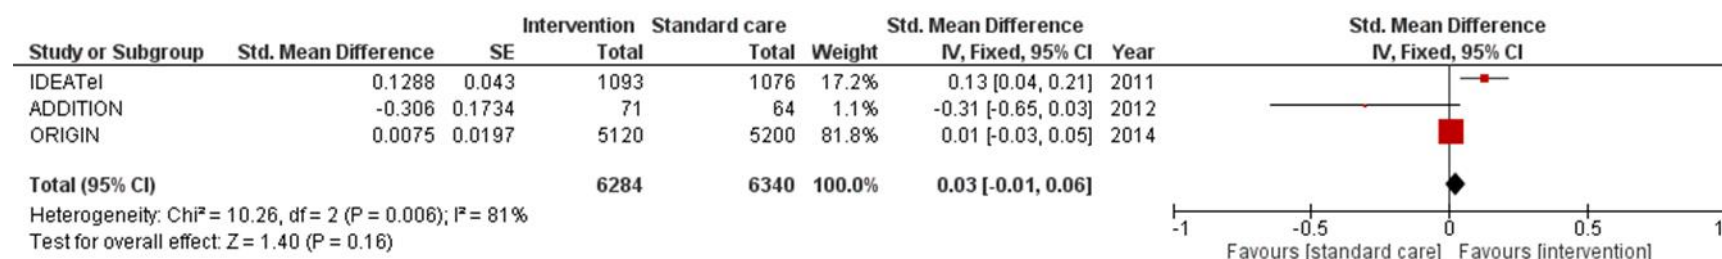 Intervention Standard care Std. Mean Difference Std. Mean Difference
Study or Subgroup Std. Mean Difference SE Total Total Weight IV, Fixed, 95% CI Year IV, Fixed, 95% CI
IDEATel 0.1288 0.043 1093 1076 17.2% 0.13 [0.04, 0.21] 2011
ADDITION -0.306 0.1734 71 64 1.1% -0.31 [-0.65, 0.03] 2012
ORIGIN 0.0075 0.0197 5120 5200 81.8% 0.01 [-0.03, 0.05] 2014
Total (95% CI) 6284 6340 100.0% 0.03 [-0.01, 0.06]
Heterogeneity: Chi² = 10.26, df = 2 (P = 0.006); I² = 81%
Test for overall effect: Z = 1.40 (P = 0.16)
-1 -0.5 0 0.5 1
Favours [standard care] Favours [intervention]